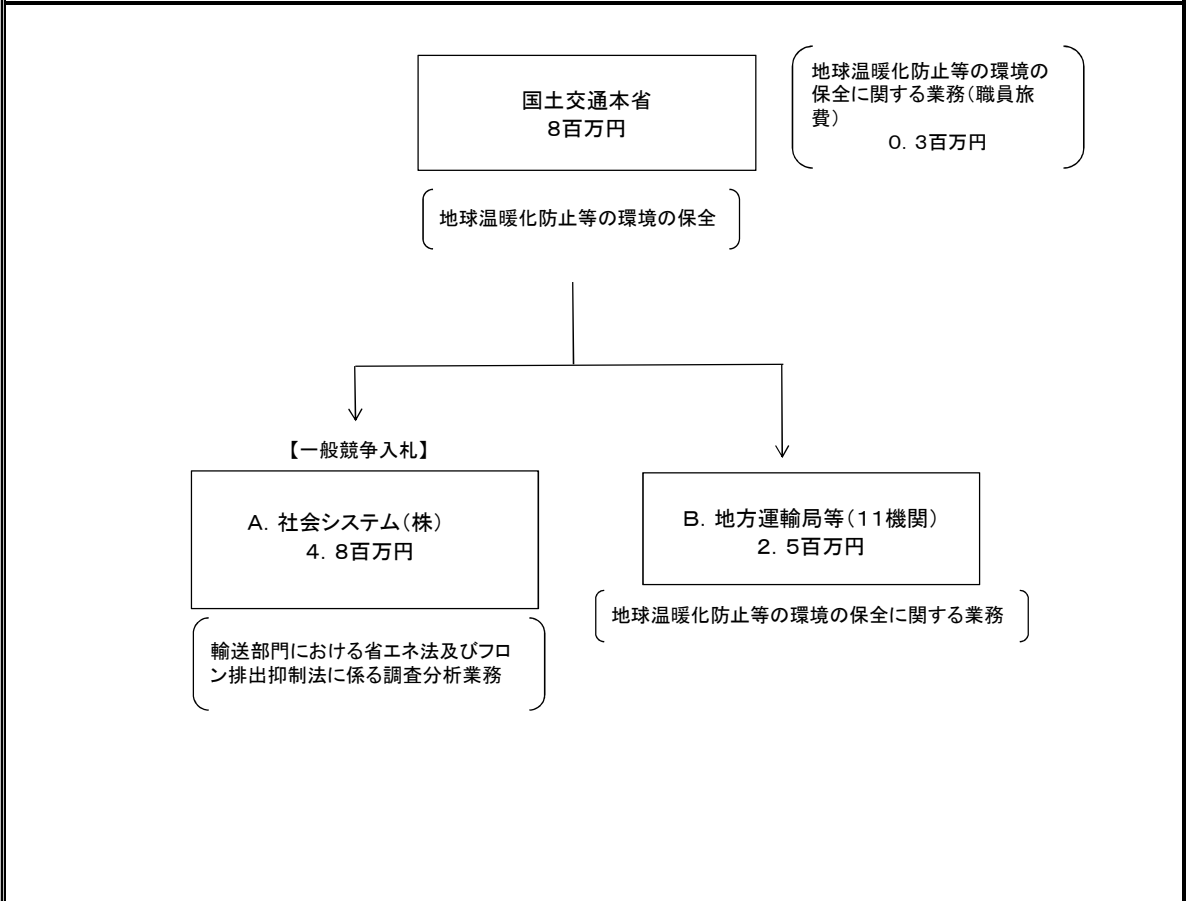 国土交通本省
8百万円
地球温暖化防止等の環境の
保全に関する業務(職員旅
費)
0.3百万円
地球温暖化防止等の環境の保全
【一般競争入札】
A.社会システム(株)
4.8百万円
B.地方運輸局等(11機関)
2.5百万円
輸送部門における省エネ法及びフロ
ン排出抑制法に係る調査分析業務
地球温暖化防止等の環境の保全に関する業務